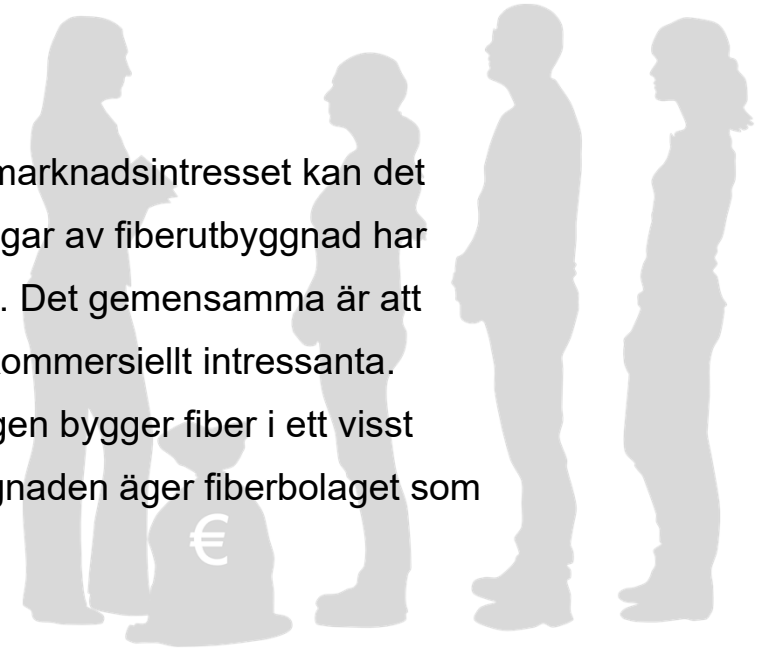 marknadsintresset kan det
gar av fiberutbyggnad har
. Det gemensamma är att
ommersiellt intressanta.
gen bygger fiber i ett visst
gnaden äger fiberbolaget som
€